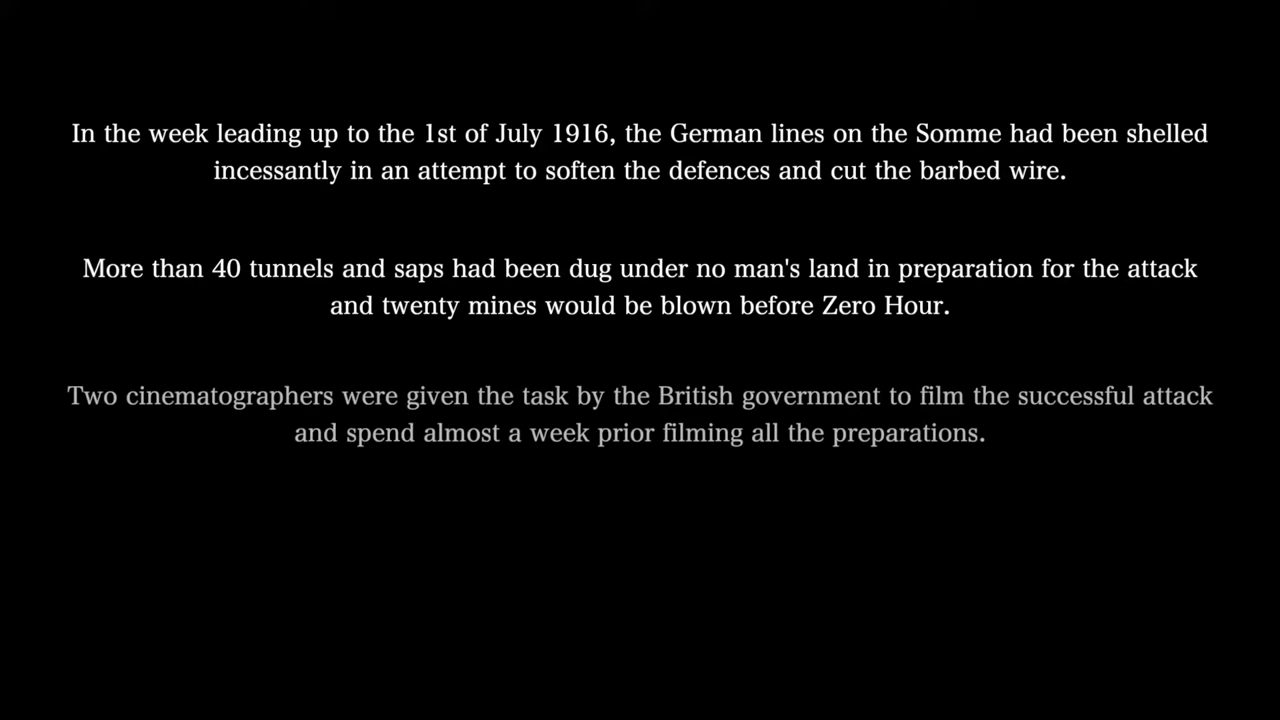 In the week leading up to the 1st of July 1916, the German lines on the Somme had been shelled
incessantly in an attempt to soften the defences and cut the barbed wire.
More than 40 tunnels and saps had been dug under no man's land in preparation for the attack
and twenty mines would be blown before Zero Hour.
Two cinematographers were given the task by the British government to film the successful attack
and spend almost a week prior filming all the preparations.